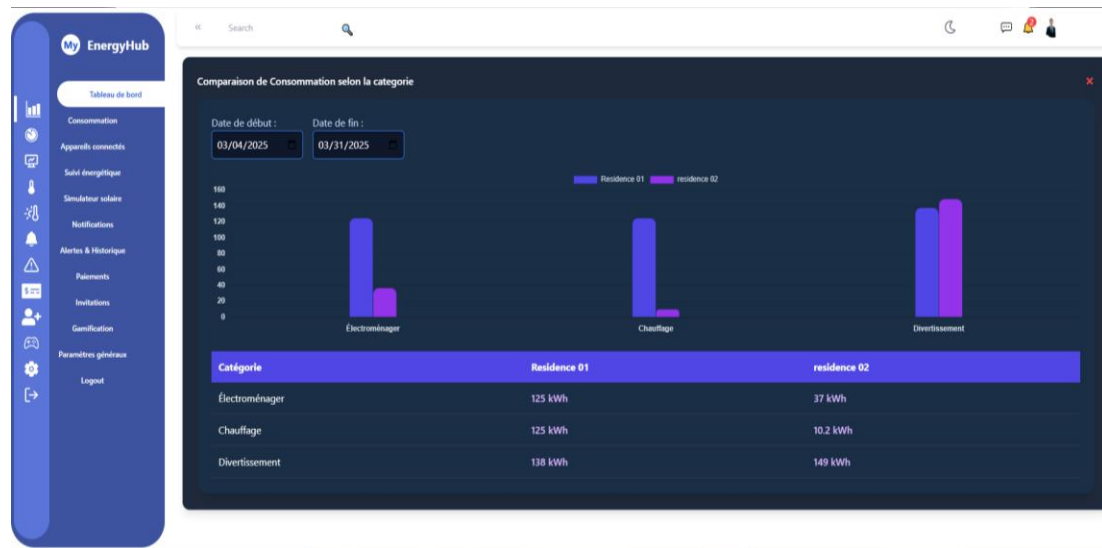 My EnergyHub
« Search
2
Tableau de bord
Consommation
Appareils connectés
Suivi énergétique
Simulateur solaire
Notifications
Alertes & Historique
Paiements
Invitations
Gamification
Paramètres généraux
Logout
Comparaison de Consommation selon la categorie
Date de début : Date de fin :
03/04/2025 03/31/2025
Residence 01 residence 02
160
140
120
100
80
60
40
20
0
Électroménager Chauffage Divertissement
Catégorie Residence 01 residence 02
Électroménager 125 kWh 37 kWh
Chauffage 125 kWh 10.2 kWh
Divertissement 138 kWh 149 kWh